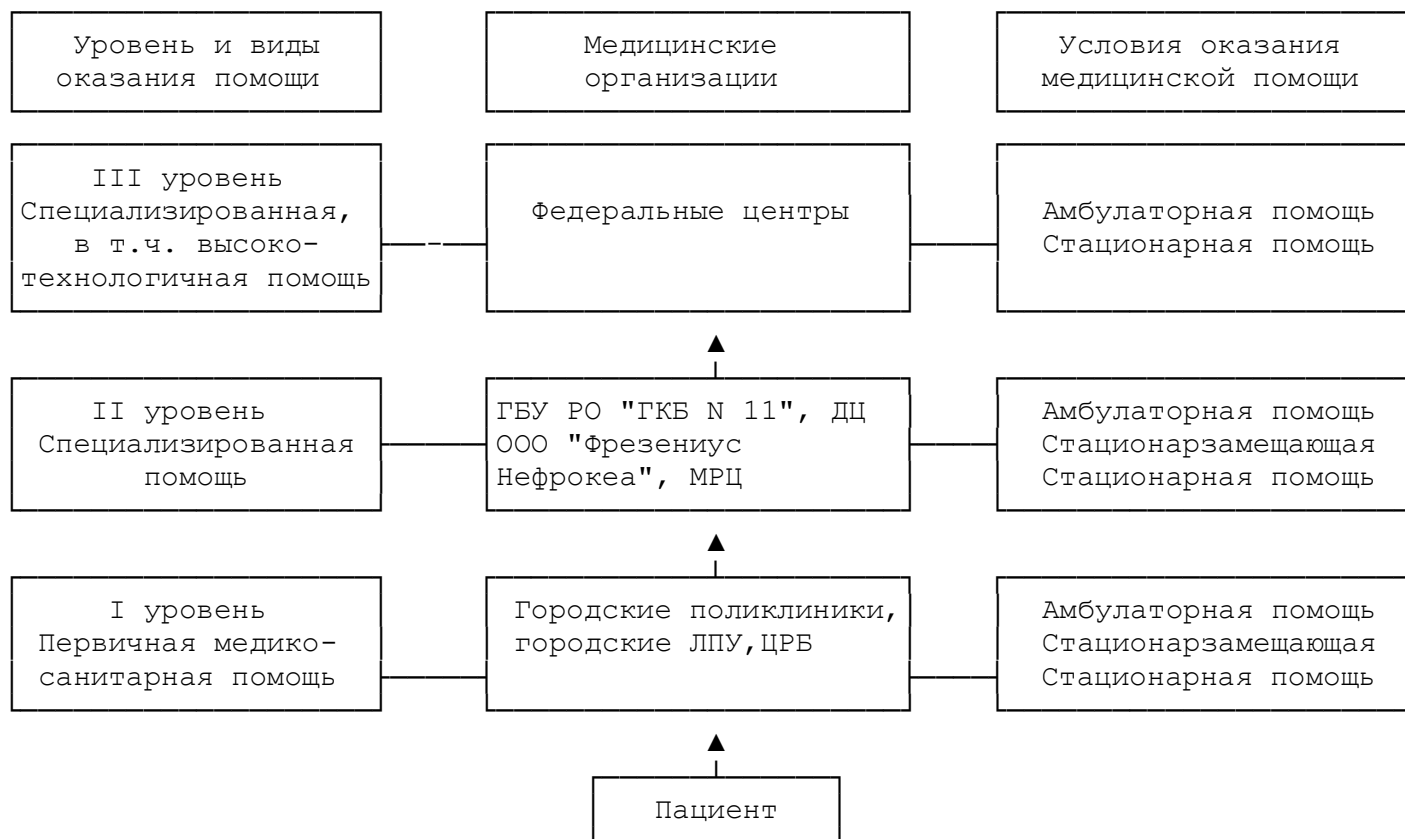 Уровень и виды
оказания помощи
Медицинские
организации
Условия оказания
медицинской помощи
III уровень
Специализированная,
в т.ч. высоко-
технологичная помощь
Федеральные центры
Амбулаторная помощь
Стационарная помощь
II уровень
Специализированная
помощь
ГБУ РО "ГКБ N 11", ДЦ
ООО "Фрезениус
Нефрокеа", МРЦ
Амбулаторная помощь
Стационарзамещающая
Стационарная помощь
I уровень
Первичная медико-
санитарная помощь
Городские поликлиники,
городские ЛПУ,ЦРБ
Амбулаторная помощь
Стационарзамещающая
Стационарная помощь
Пациент